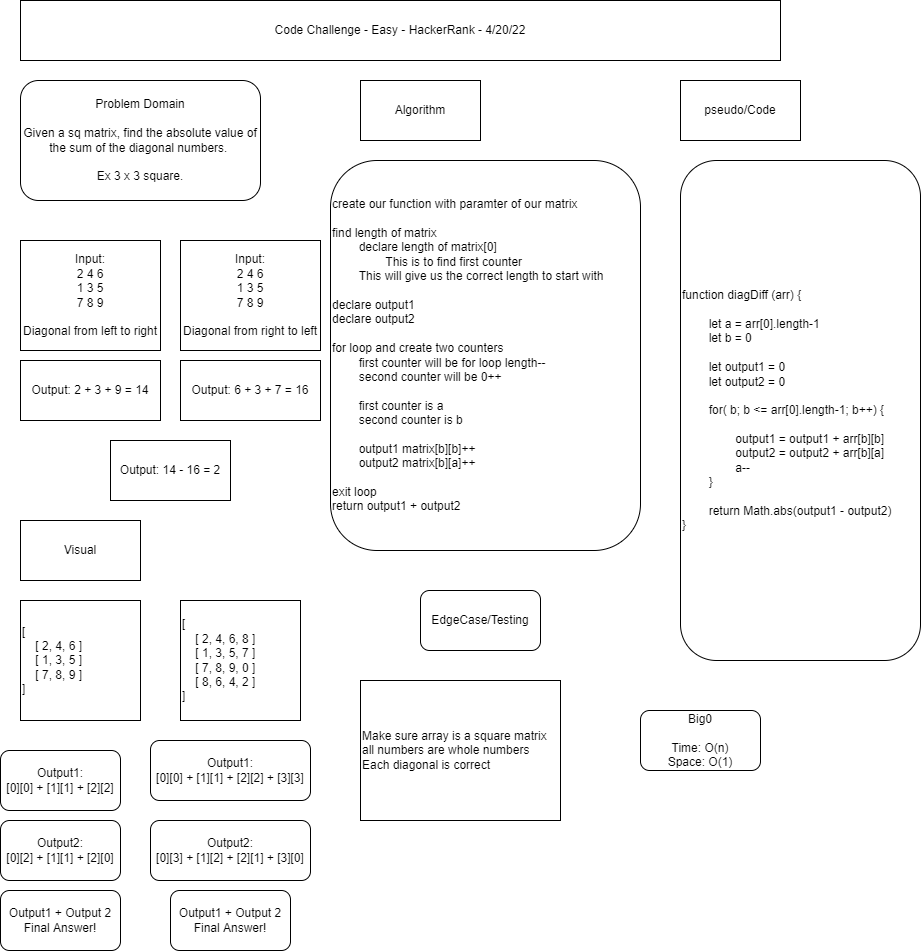 Code Challenge - Easy - HackerRank - 4/20/22
Problem Domain
Given a sq matrix, find the absolute value of
the sum of the diagonal numbers.
Ex 3 x 3 square.
Input:
2 4 6
1 3 5
7 8 9
Diagonal from left to right
Input:
2 4 6
1 3 5
7 8 9
Diagonal from right to left
Output: 2 + 3 + 9 = 14
Output: 6 + 3 + 7 = 16
Output: 14 - 16 = 2
Visual
[
[ 2, 4, 6 ]
[ 1, 3, 5 ]
[ 7, 8, 9 ]
]
[
[ 2, 4, 6, 8 ]
[ 1, 3, 5, 7 ]
[ 7, 8, 9, 0 ]
[ 8, 6, 4, 2 ]
]
Output1:
[0][0] + [1][1] + [2][2]
Output1:
[0][0] + [1][1] + [2][2] + [3][3]
Output2:
[0][2] + [1][1] + [2][0]
Output2:
[0][3] + [1][2] + [2][1] + [3][0]
Output1 + Output 2
Final Answer!
Output1 + Output 2
Final Answer!
Algorithm
create our function with paramter of our matrix
find length of matrix
declare length of matrix[0]
This is to find first counter
This will give us the correct length to start with
declare output1
declare output2
for loop and create two counters
first counter will be for loop length--
second counter will be 0++
first counter is a
second counter is b
output1 matrix[b][b]++
output2 matrix[b][a]++
exit loop
return output1 + output2
EdgeCase/Testing
Make sure array is a square matrix
all numbers are whole numbers
Each diagonal is correct
pseudo/Code
function diagDiff (arr) {
let a = arr[0].length-1
let b = 0
let output1 = 0
let output2 = 0
for( b; b <= arr[0].length-1; b++) {
output1 = output1 + arr[b][b]
output2 = output2 + arr[b][a]
a--
}
return Math.abs(output1 - output2)
}
Big0
Time: O(n)
Space: O(1)